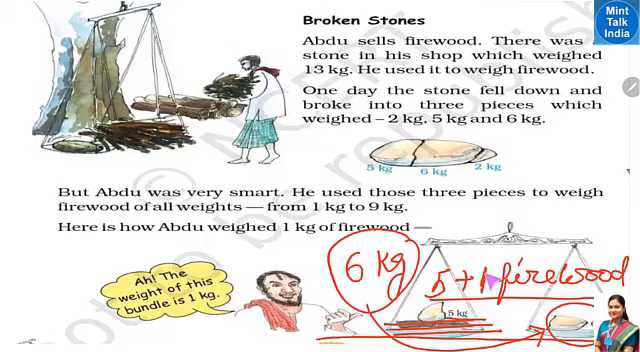 Mint
Talk
India
Broken Stones
Abdu sells firewood. There was a
stone in his shop which weighed
13 kg. He used it to weigh firewood.
One day the stone fell down and
broke into three pieces which
weighed – 2 kg, 5 kg and 6 kg.
5 kg
6 kg
2 kg
But Abdu was very smart. He used those three pieces to weigh
firewood of all weights — from 1 kg to 9 kg.
Here is how Abdu weighed 1 kg of firewood —
Ah! The
weight of this
bundle is 1 kg.
6 kg
5 + 1 firewood
5 kg